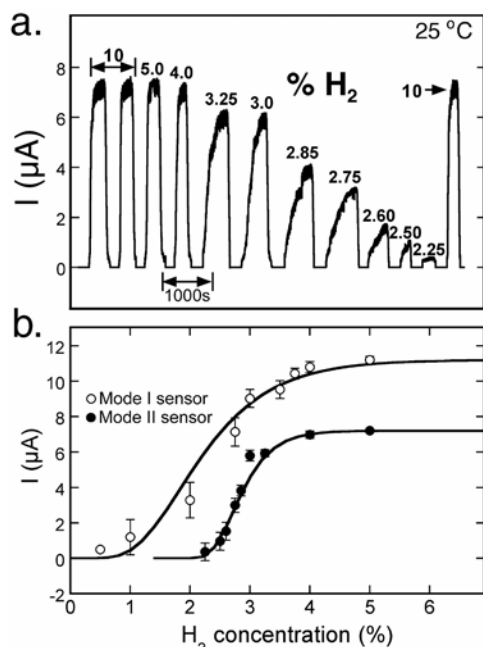 a.
25 °C
10
5.0
4.0
3.25
% H2
3.0
10
2.85
2.75
2.60
2.50
2.25
1000s
I (µA)
8
6
4
2
0
b.
Mode I sensor
Mode II sensor
I (µA)
12
10
8
6
4
2
0
-2
0 1 2 3 4 5 6
H2 concentration (%)